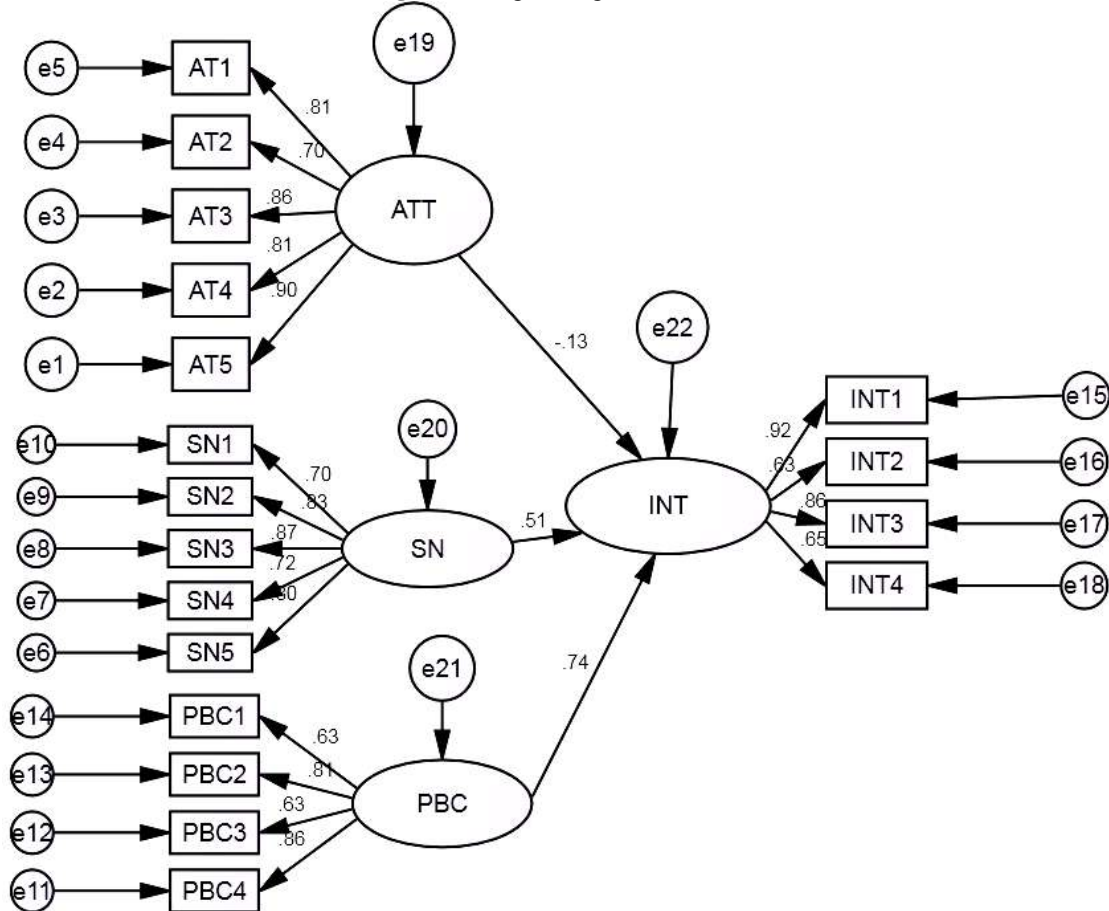 e19
e5 AT1
.81
e4 AT2
.70
e3 AT3
.86
ATT
e2 AT4
.81
e1 AT5
.90
-.13
e22
e10 SN1
.70
e20
e9 SN2
.83
e8 SN3
.87
SN
e7 SN4
.72
e6 SN5
.80
.51
INT
INT1 e15
.92
INT2 e16
.63
INT3 e17
.86
INT4 e18
.65
e21
.74
e14 PBC1
.63
e13 PBC2
.81
PBC
e12 PBC3
.63
e11 PBC4
.86